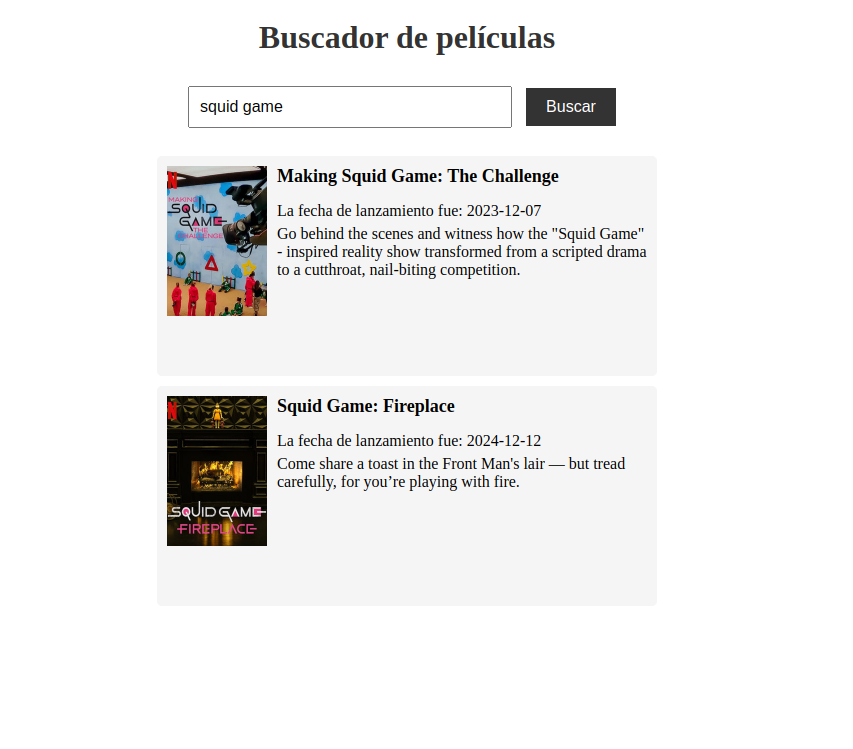 Buscador de películas
squid game
Buscar
N
MAKING
SQUID
GAME
THE
CHALLENGE
Making Squid Game: The Challenge
La fecha de lanzamiento fue: 2023-12-07
Go behind the scenes and witness how the "Squid Game"
- inspired reality show transformed from a scripted drama
to a cutthroat, nail-biting competition.
N
SQUID GAME
FIREPLACE
Squid Game: Fireplace
La fecha de lanzamiento fue: 2024-12-12
Come share a toast in the Front Man's lair — but tread
carefully, for you’re playing with fire.